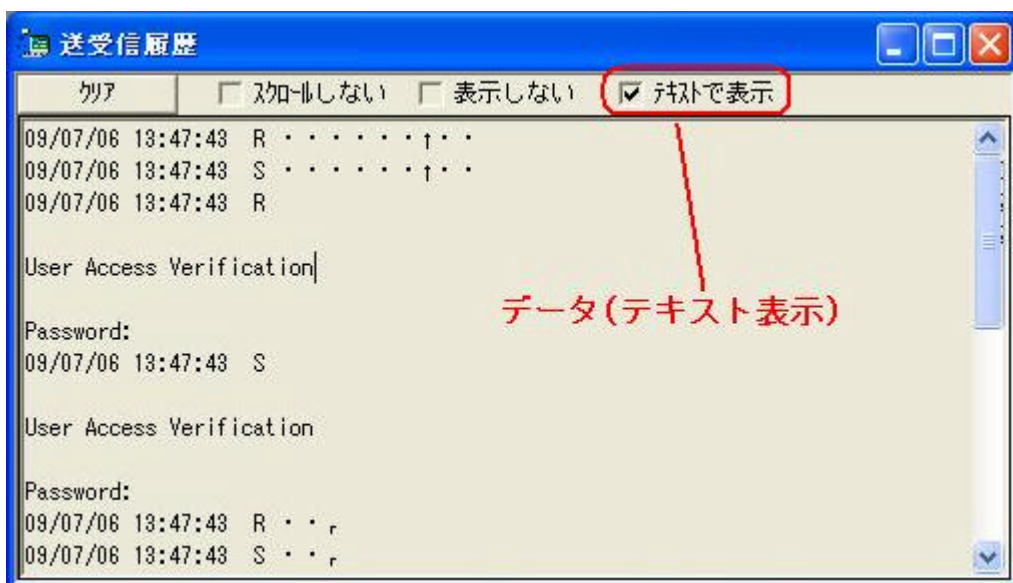 送受信履歴
クリア スクロールしない 表示しない テキストで表示
09/07/06 13:47:43 R ・・・・・・↑・・
09/07/06 13:47:43 S ・・・・・・↑・・
09/07/06 13:47:43 R
User Access Verification
データ(テキスト表示)
Password:
09/07/06 13:47:43 S
User Access Verification
Password:
09/07/06 13:47:43 R ・・┌
09/07/06 13:47:43 S ・・┌